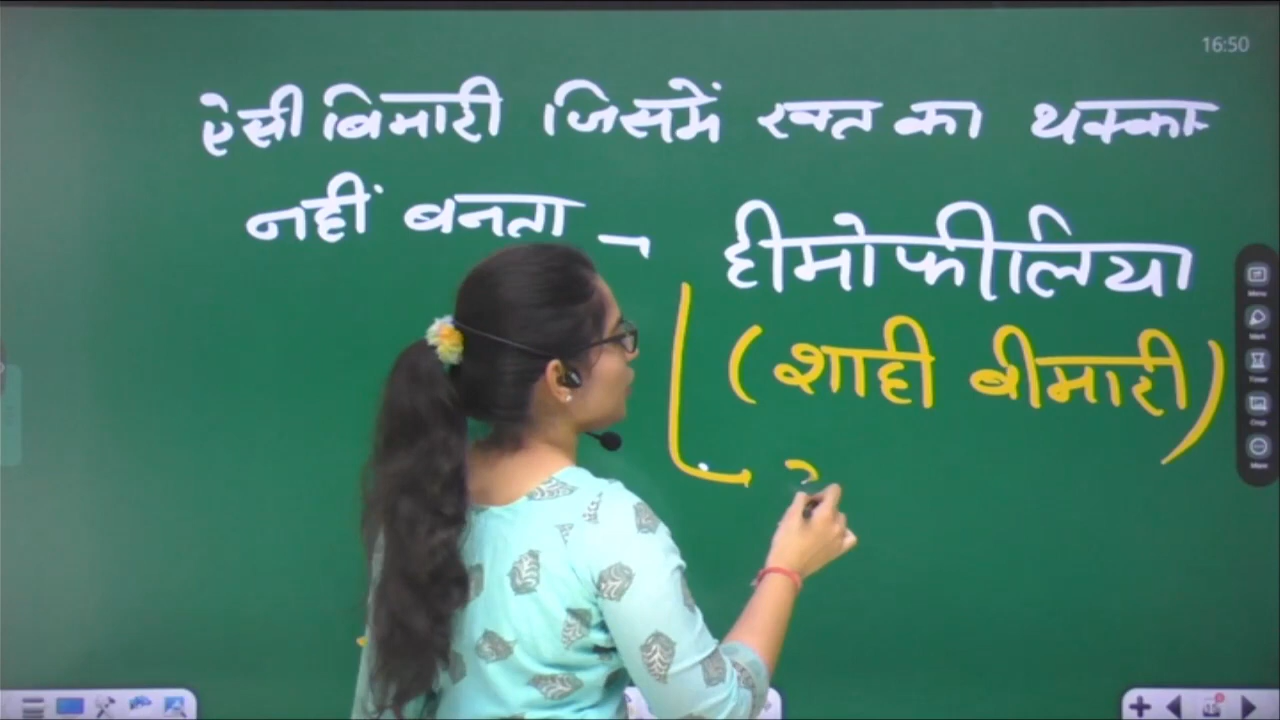 16:50
ऐसी बिमारी जिसमें रक्त का थक्का
नहीं बनता - हीमोफीलिया
(शाही बीमारी)